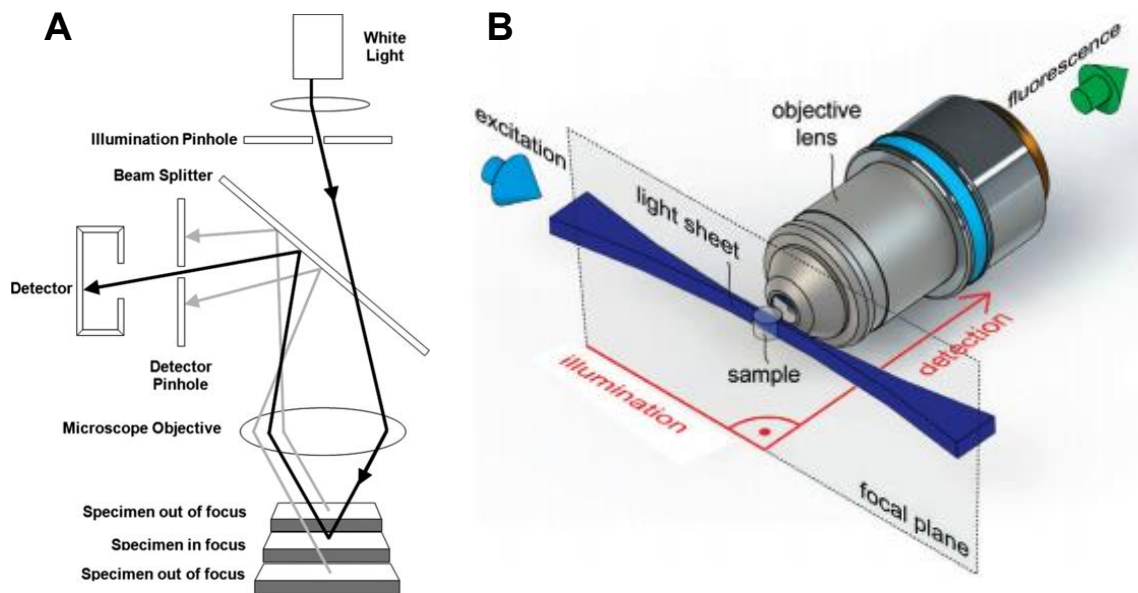 A
White
Light
Illumination Pinhole
Beam Splitter
Detector
Detector
Pinhole
Microscope Objective
Specimen out of focus
Specimen in focus
Specimen out of focus
B
fluorescence
excitation
objective
lens
light sheet
sample
detection
illumination
focal plane